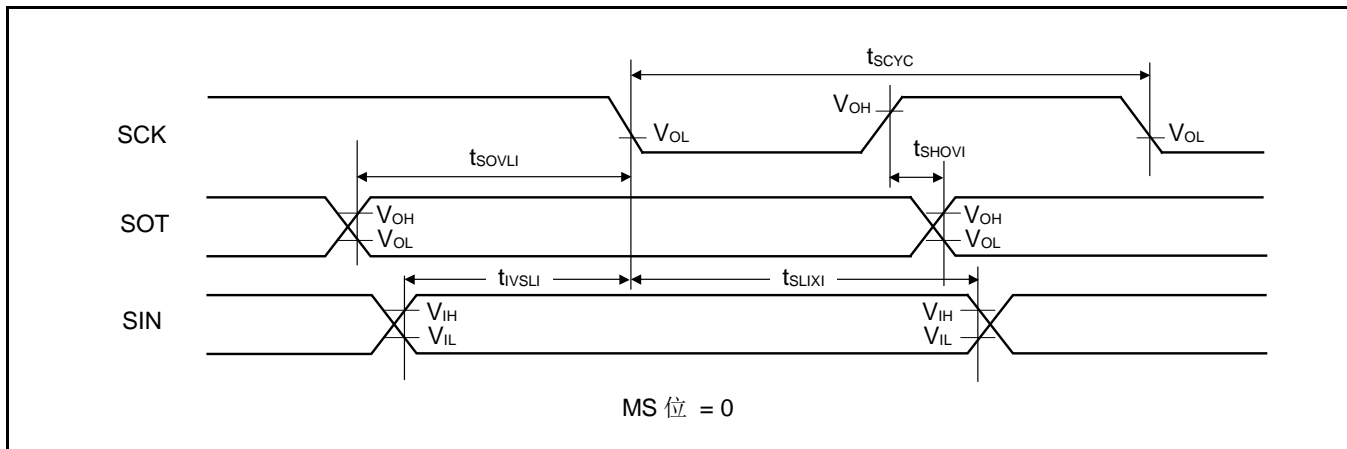 tSCYC
SCK
VOL
VOH
VOL
tSOVLI
tSHOVI
SOT
VOH
VOL
VOH
VOL
tIVSLI
tSLIXI
SIN
VIH
VIL
VIH
VIL
MS 位 = 0